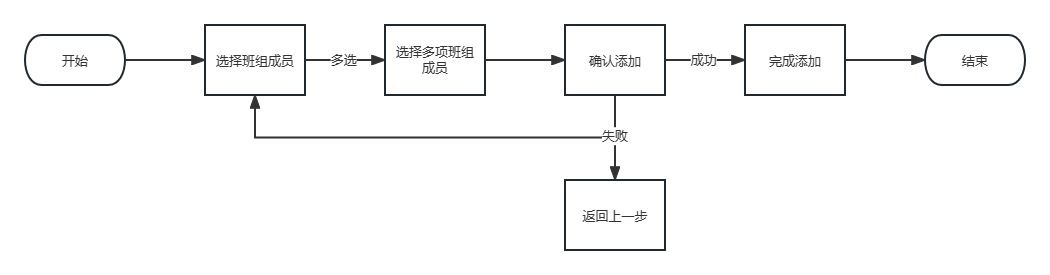 开始
选择班组成员
多选
选择多项班组
成员
确认添加
成功
完成添加
结束
失败
返回上一步